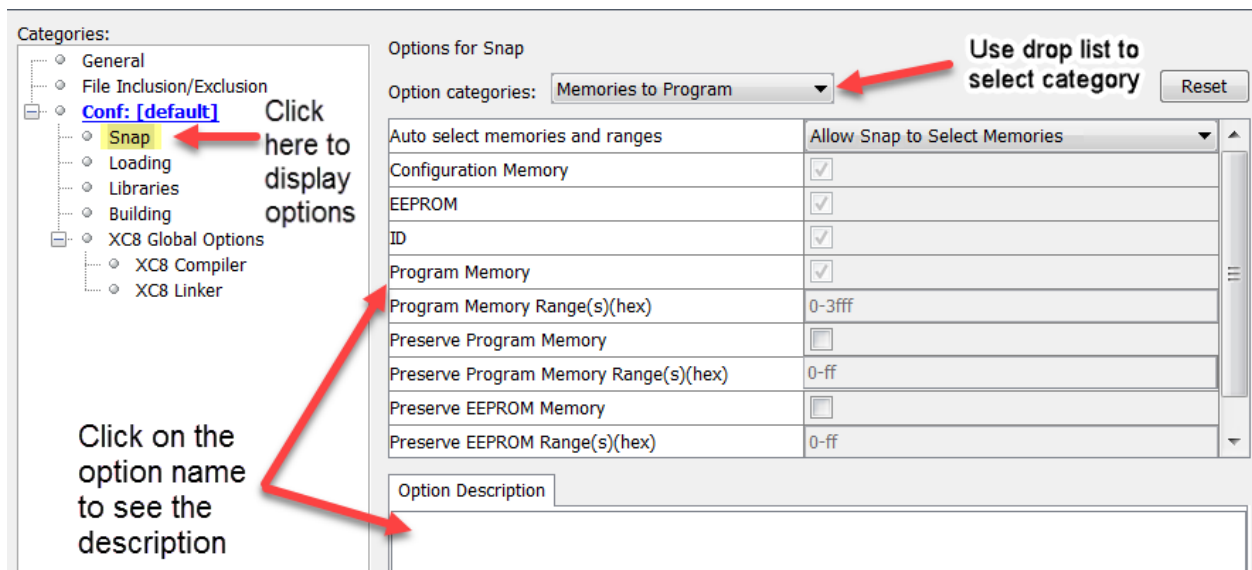 Categories:
General
File Inclusion/Exclusion
Conf: [default]
Snap
Loading
Libraries
Building
XC8 Global Options
XC8 Compiler
XC8 Linker
Click
here to
display
options
Click on the
option name
to see the
description
Options for Snap
Option categories: Memories to Program
Use drop list to
select category
Reset
Auto select memories and ranges Allow Snap to Select Memories
Configuration Memory
EEPROM
ID
Program Memory
Program Memory Range(s)(hex) 0-3fff
Preserve Program Memory
Preserve Program Memory Range(s)(hex) 0-ff
Preserve EEPROM Memory
Preserve EEPROM Range(s)(hex) 0-ff
Option Description